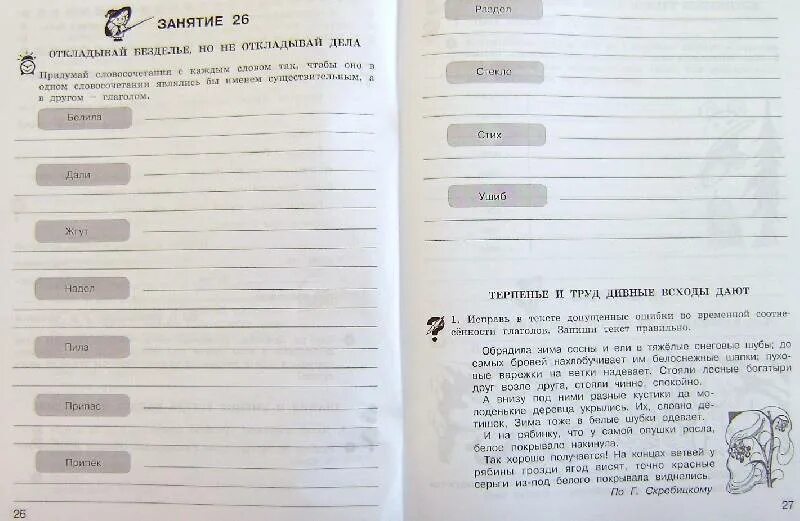 ЗАНЯТИЕ 26
ОТКЛАДЫВАЙ БЕЗДЕЛЬЕ, НО НЕ ОТКЛАДЫВАЙ ДЕЛА
Придумай словосочетания с каждым словом так, чтобы оно в
одном словосочетании являлись бы именем существительным, а
в другом — глаголом.
Белила
Дали
Жгут
Надел
Пила
Припас
Припёк
26
Раздел
Стекло
Стих
Ушиб
ТЕРПЕНЬЕ И ТРУД ДИВНЫЕ ВСХОДЫ ДАЮТ
1. Исправь в тексте допущенные ошибки во временной соотне-
сённости глаголов. Запиши текст правильно.
Обрядила зима сосны и ели в тяжёлые снеговые шубы; до
самых бровей нахлобучивает им белоснежные шапки; пухо-
вые варежки на ветки надевает. Стояли лесные богатыри
друг возле друга, стояли чинно, спокойно.
А внизу под ними разные кустики да мо-
лоденькие деревца укрылись. Их, словно де-
тишек, Зима тоже в белые шубки одевает.
И на рябинку, что у самой опушки росла,
белое покрывало накинула.
Так хорошо получается! На концах ветвей у
рябины грозди ягод висят, точно красные
серьги из-под белого покрывала виднелись.
По Г. Скребицкому
27